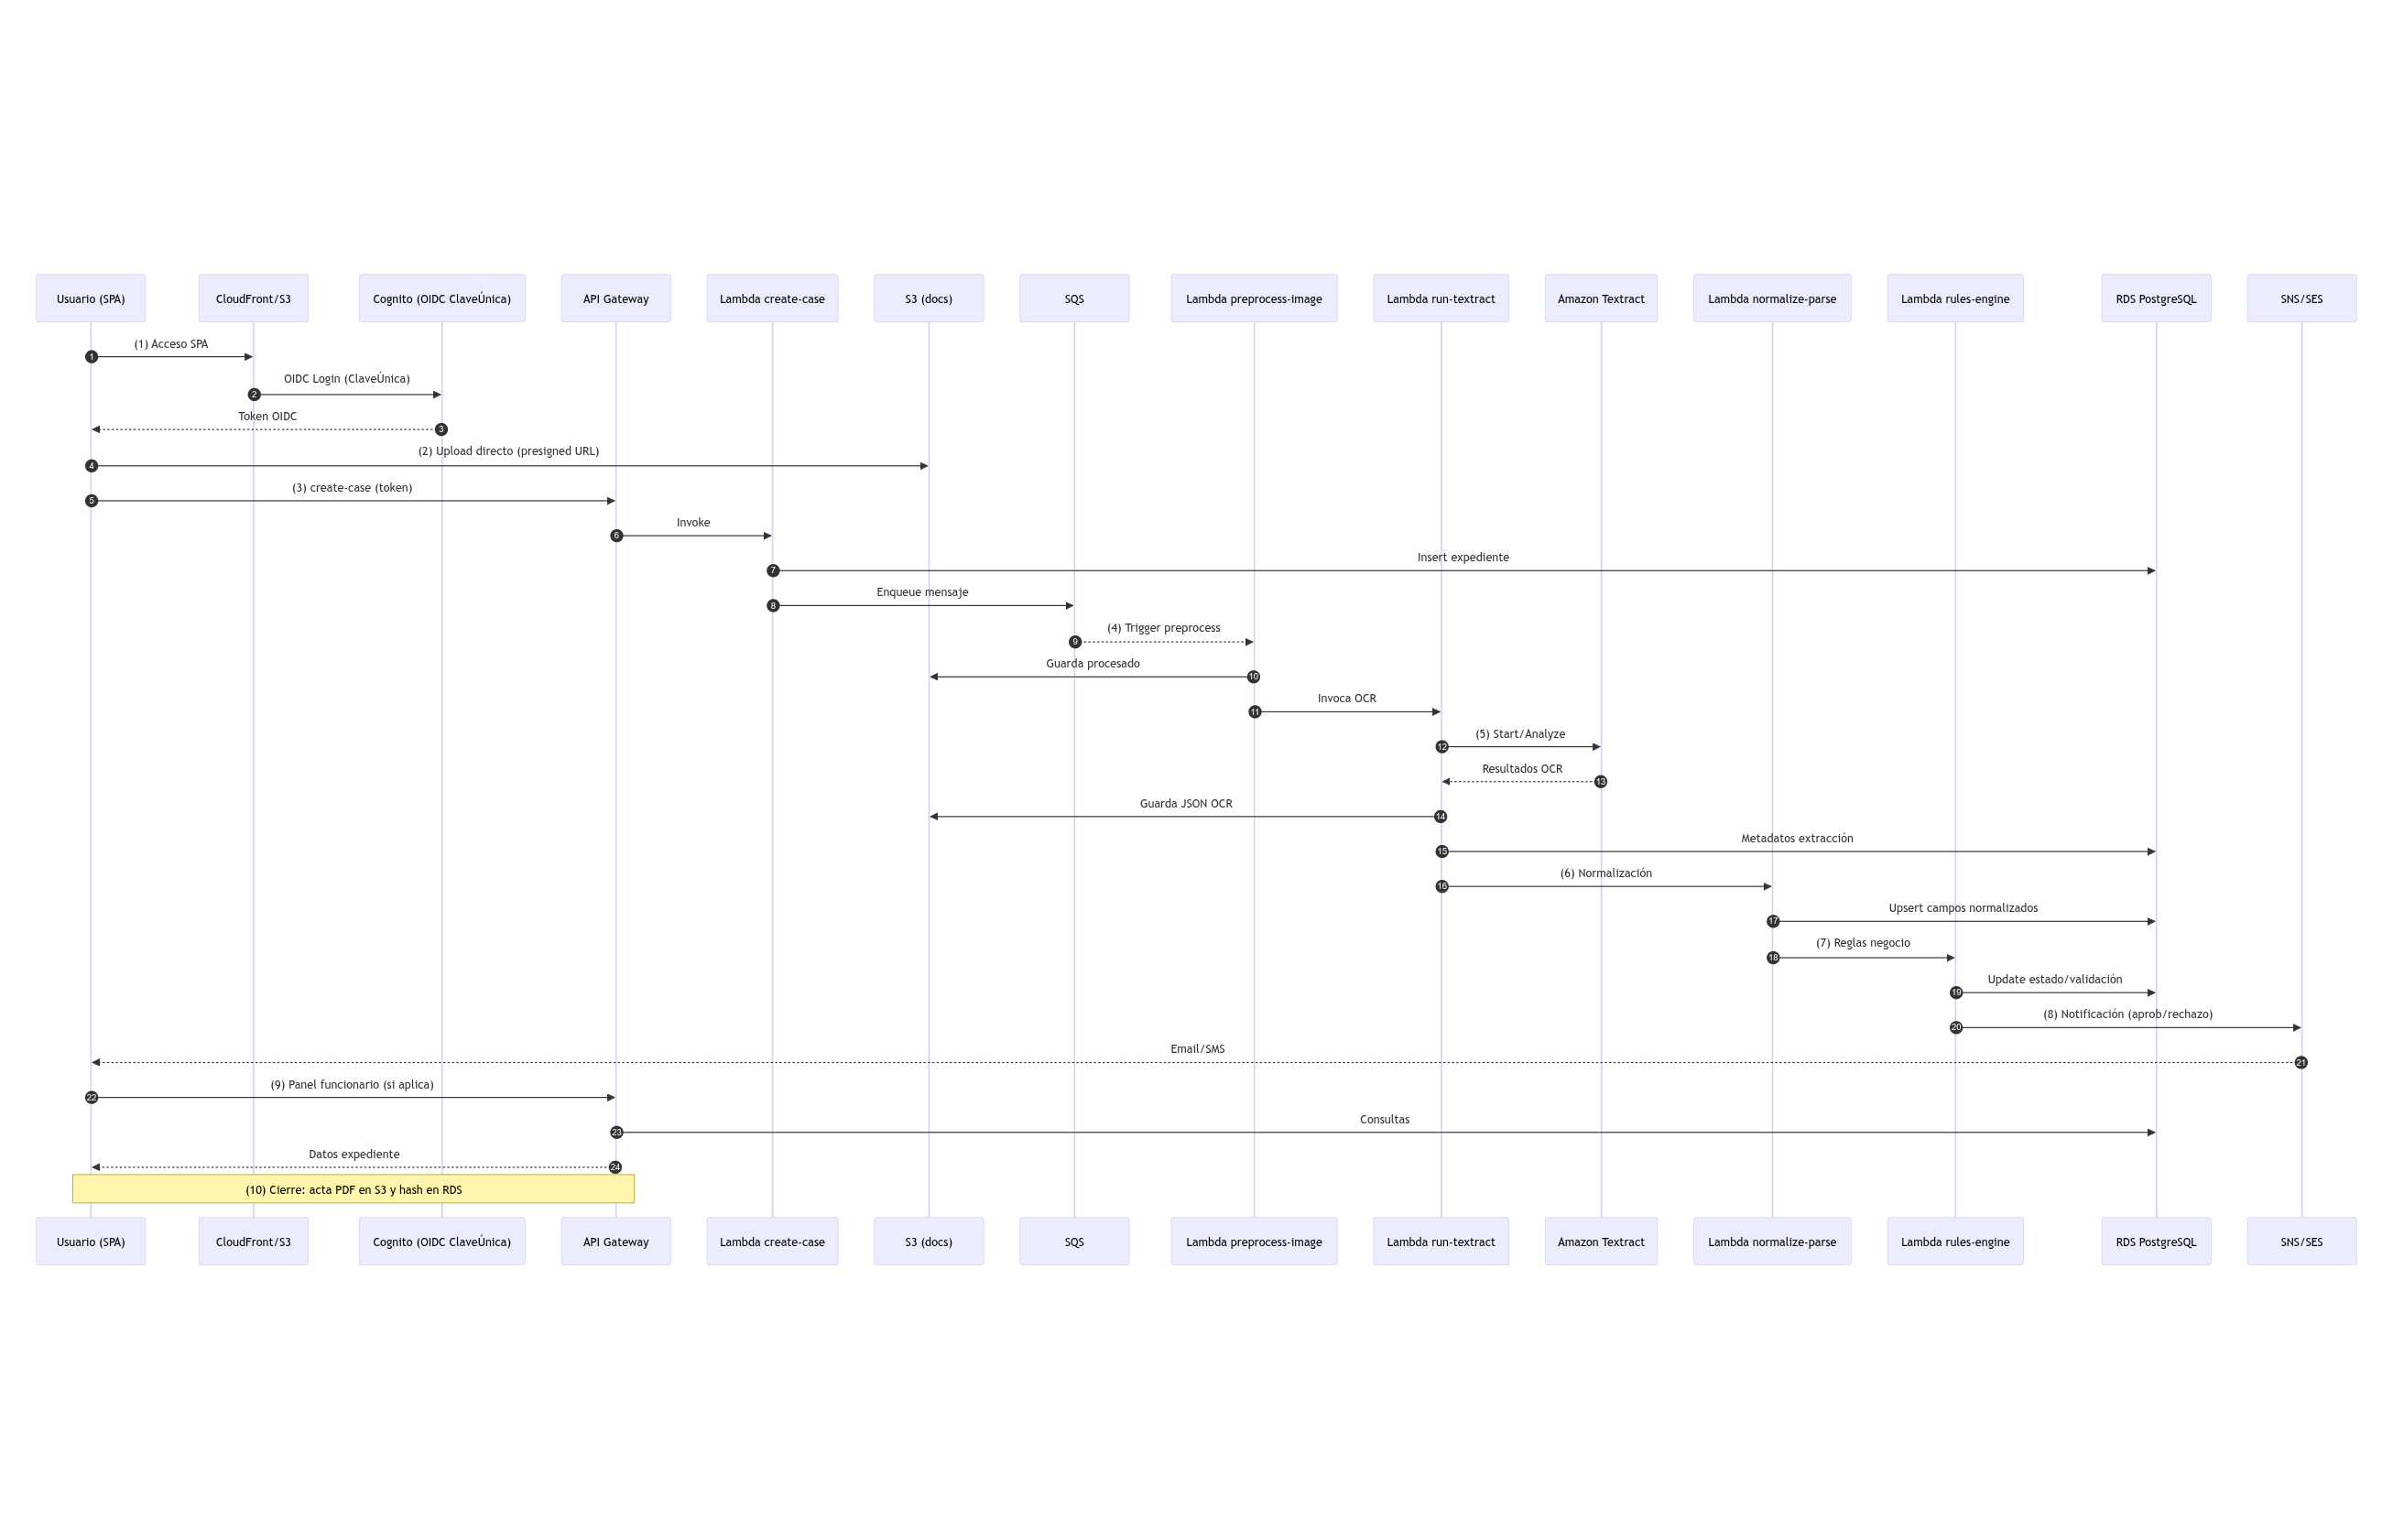 Usuario (SPA)
CloudFront/S3
Cognito (OIDC ClaveÚnica)
API Gateway
Lambda create-case
S3 (docs)
SQS
Lambda preprocess-image
Lambda run-textract
Amazon Textract
Lambda normalize-parse
Lambda rules-engine
RDS PostgreSQL
SNS/SES
(1) Acceso SPA
1
OIDC Login (ClaveÚnica)
2
Token OIDC
3
(2) Upload directo (presigned URL)
4
(3) create-case (token)
5
Invoke
6
Insert expediente
7
Enqueue mensaje
8
(4) Trigger preprocess
9
Guarda procesado
10
Invoca OCR
11
(5) Start/Analyze
12
Resultados OCR
13
Guarda JSON OCR
14
Metadatos extracción
15
(6) Normalización
16
Upsert campos normalizados
17
(7) Reglas negocio
18
Update estado/validación
19
(8) Notificación (aprob/rechazo)
20
Email/SMS
21
(9) Panel funcionario (si aplica)
22
Consultas
23
Datos expediente
24
(10) Cierre: acta PDF en S3 y hash en RDS
Usuario (SPA)
CloudFront/S3
Cognito (OIDC ClaveÚnica)
API Gateway
Lambda create-case
S3 (docs)
SQS
Lambda preprocess-image
Lambda run-textract
Amazon Textract
Lambda normalize-parse
Lambda rules-engine
RDS PostgreSQL
SNS/SES